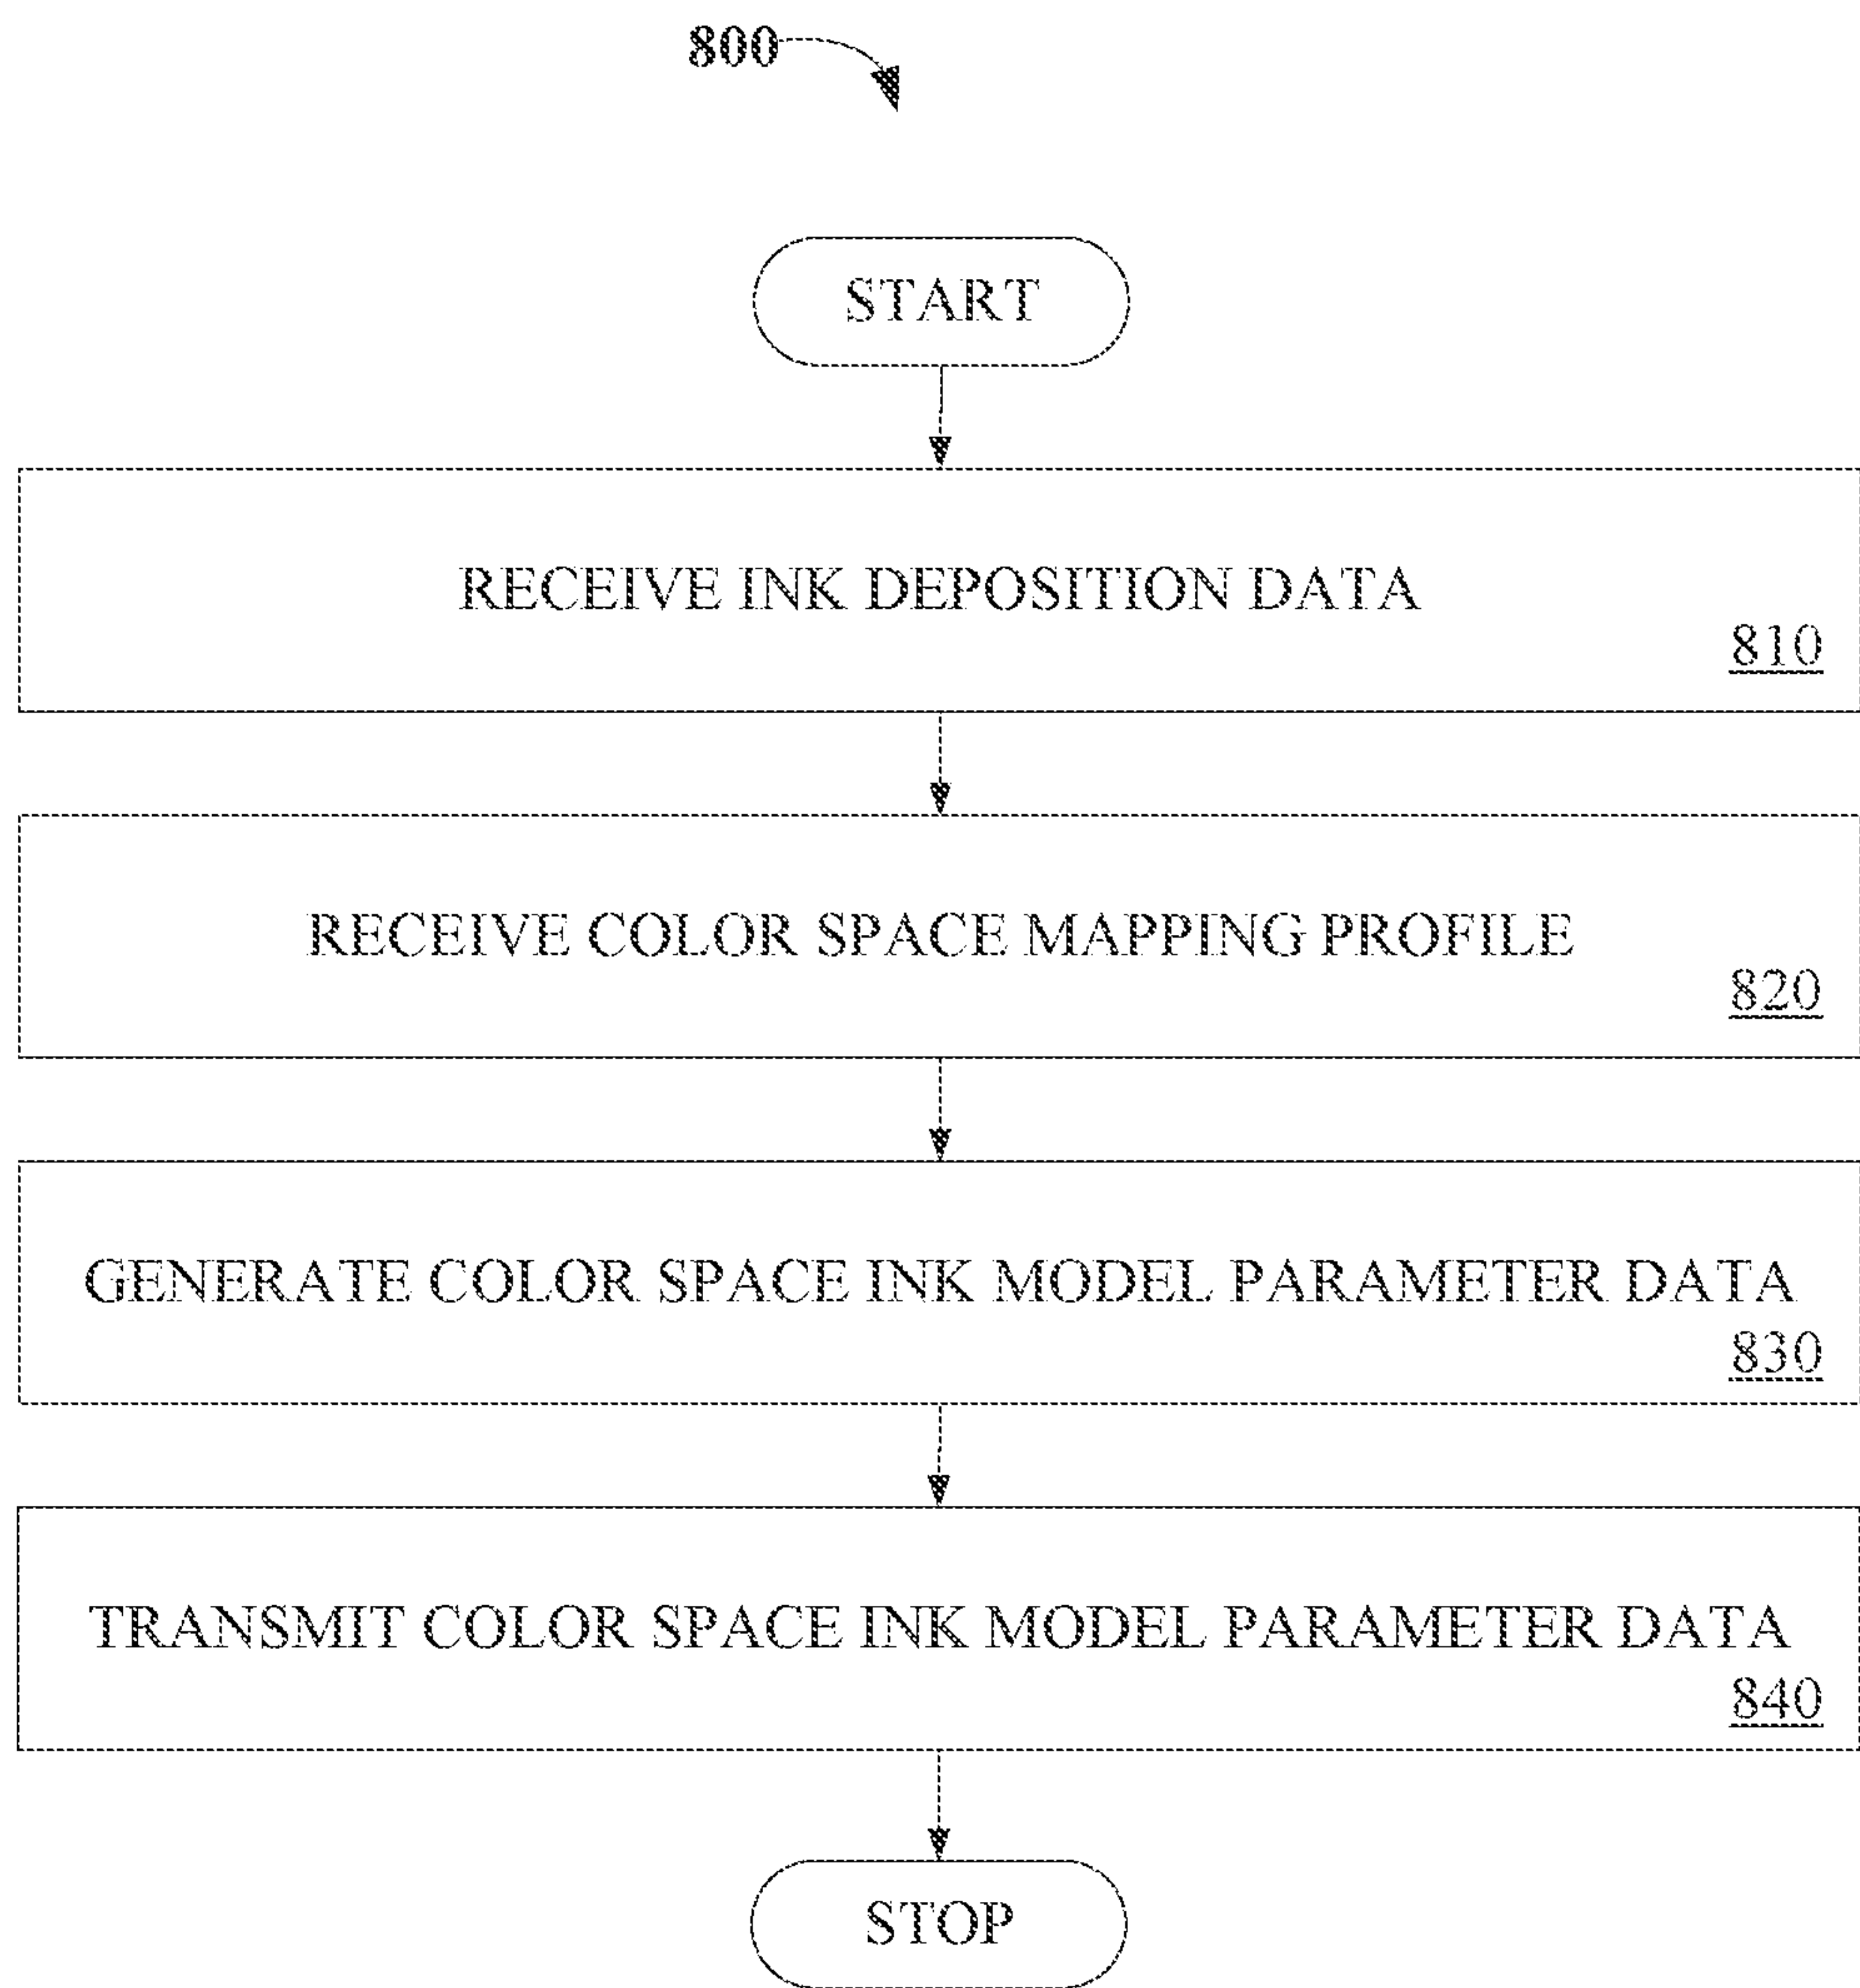 800
START
RECEIVE INK DEPOSITION DATA
810
RECEIVE COLOR SPACE MAPPING PROFILE
820
GENERATE COLOR SPACE INK MODEL PARAMETER DATA
830
TRANSMIT COLOR SPACE INK MODEL PARAMETER DATA
840
STOP